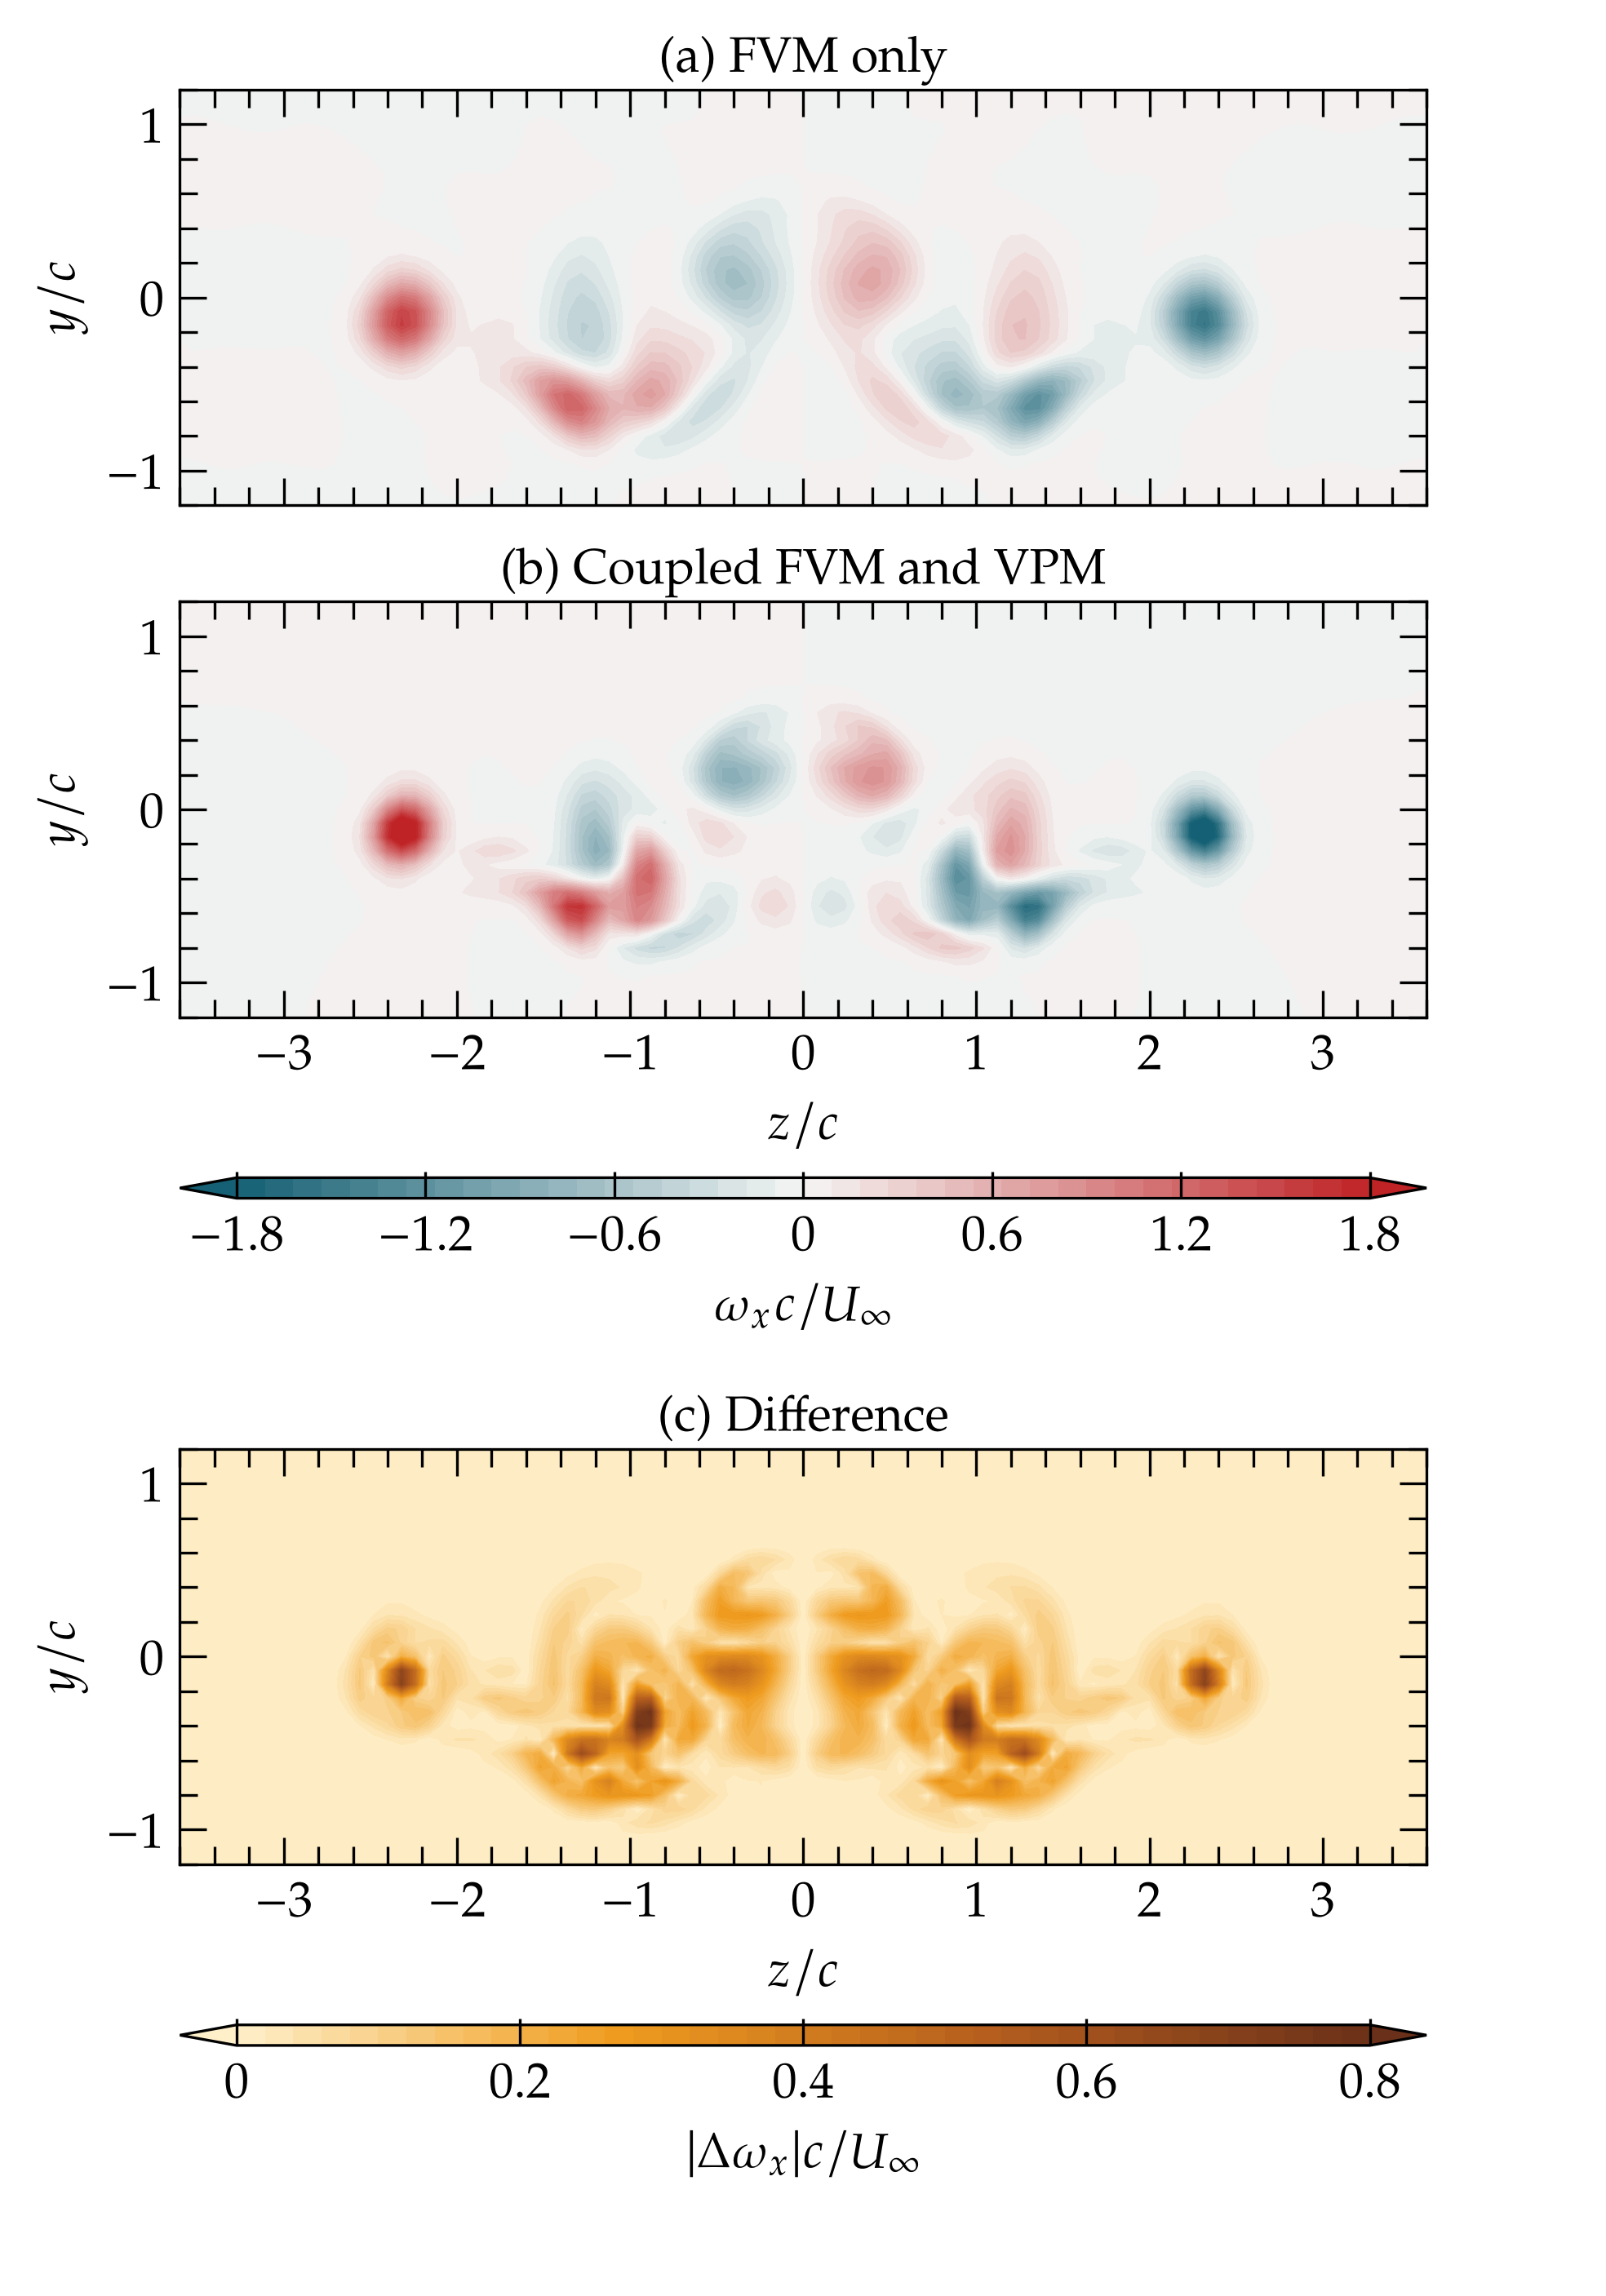 (a) FVM only
1
0
−1
y/c
(b) Coupled FVM and VPM
1
0
−1
y/c
−3 −2 −1 0 1 2 3
z/c
−1.8 −1.2 −0.6 0 0.6 1.2 1.8
ωₓc/U∞
(c) Difference
1
0
−1
y/c
−3 −2 −1 0 1 2 3
z/c
0 0.2 0.4 0.6 0.8
|Δωₓ|c/U∞